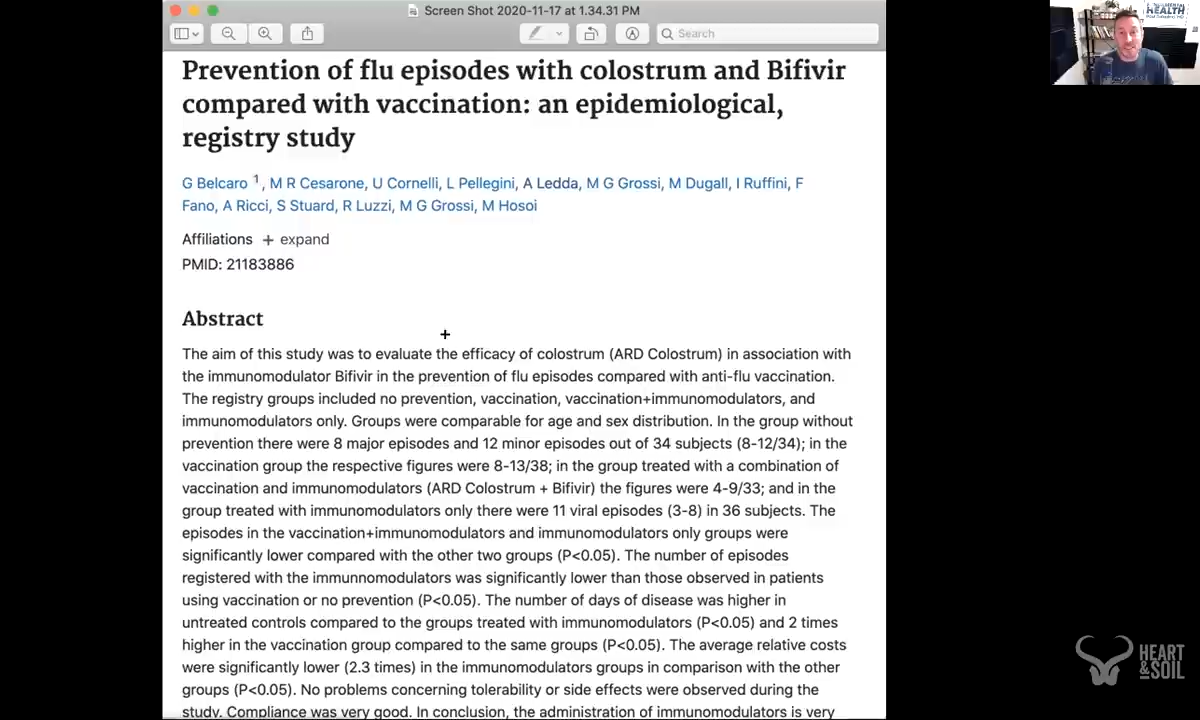 Screen Shot 2020-11-17 at 1.34.31 PM
Search
Prevention of flu episodes with colostrum and Bifivir
compared with vaccination: an epidemiological,
registry study
G Belcaro 1, M R Cesarone, U Cornelli, L Pellegini, A Ledda, M G Grossi, M Dugall, I Ruffini, F
Fano, A Ricci, S Stuard, R Luzzi, M G Grossi, M Hosoi
Affiliations + expand
PMID: 21183886
Abstract
The aim of this study was to evaluate the efficacy of colostrum (ARD Colostrum) in association with
the immunomodulator Bifivir in the prevention of flu episodes compared with anti-flu vaccination.
The registry groups included no prevention, vaccination, vaccination+immunomodulators, and
immunomodulators only. Groups were comparable for age and sex distribution. In the group without
prevention there were 8 major episodes and 12 minor episodes out of 34 subjects (8-12/34); in the
vaccination group the respective figures were 8-13/38; in the group treated with a combination of
vaccination and immunomodulators (ARD Colostrum + Bifivir) the figures were 4-9/33; and in the
group treated with immunomodulators only there were 11 viral episodes (3-8) in 36 subjects. The
episodes in the vaccination+immunomodulators and immunomodulators only groups were
significantly lower compared with the other two groups (P<0.05). The number of episodes
registered with the immunnomodulators was significantly lower than those observed in patients
using vaccination or no prevention (P<0.05). The number of days of disease was higher in
untreated controls compared to the groups treated with immunomodulators (P<0.05) and 2 times
higher in the vaccination group compared to the same groups (P<0.05). The average relative costs
were significantly lower (2.3 times) in the immunomodulators groups in comparison with the other
groups (P<0.05). No problems concerning tolerability or side effects were observed during the
study. Compliance was very good. In conclusion, the administration of immunomodulators is very
HEALTH
HEART
&SOIL